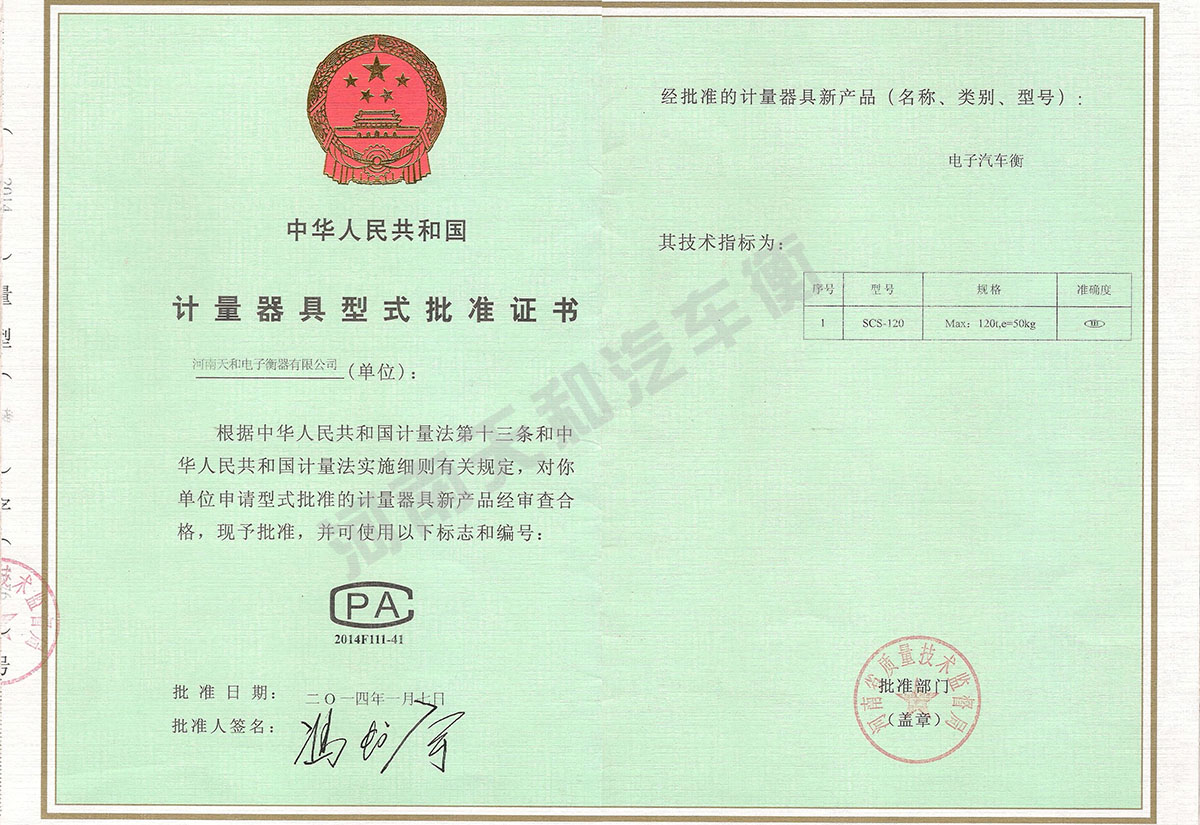 中华人民共和国
计量器具型式批准证书
河南天和电子衡器有限公司(单位)：
根据中华人民共和国计量法第十三条和中
华人民共和国计量法实施细则有关规定，对你
单位申请型式批准的计量器具新产品经审查合
格，现予批准，并可使用以下标志和编号：
CPA
2014F111-41
批准日期：二〇一四年一月七日
批准人签名：
经批准的计量器具新产品（名称、类别、型号）：
电子汽车衡
其技术指标为：
序号 型号 规格 准确度
1 SCS-120 Max：120t,e=50kg III
河南省质量技术监督局
批准部门
（盖章）
河南天和汽车衡